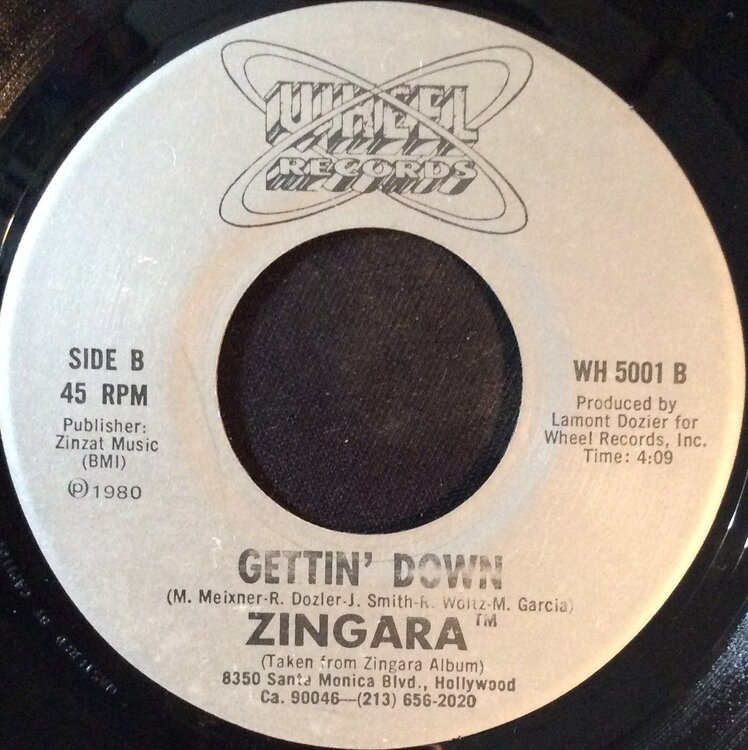 WHEEL
RECORDS
SIDE B
45 RPM
Publisher:
Zinzat Music
(BMI)
℗1980
WH 5001 B
Produced by
Lamont Dozier for
Wheel Records, Inc.
Time: 4:09
GETTIN' DOWN
(M. Meixner-R. Dozler-J. Smith-R. Woltz-M. Garcia)
ZINGARA™
(Taken from Zingara Album)
8350 Santa Monica Blvd., Hollywood
Ca. 90046—(213) 656-2020